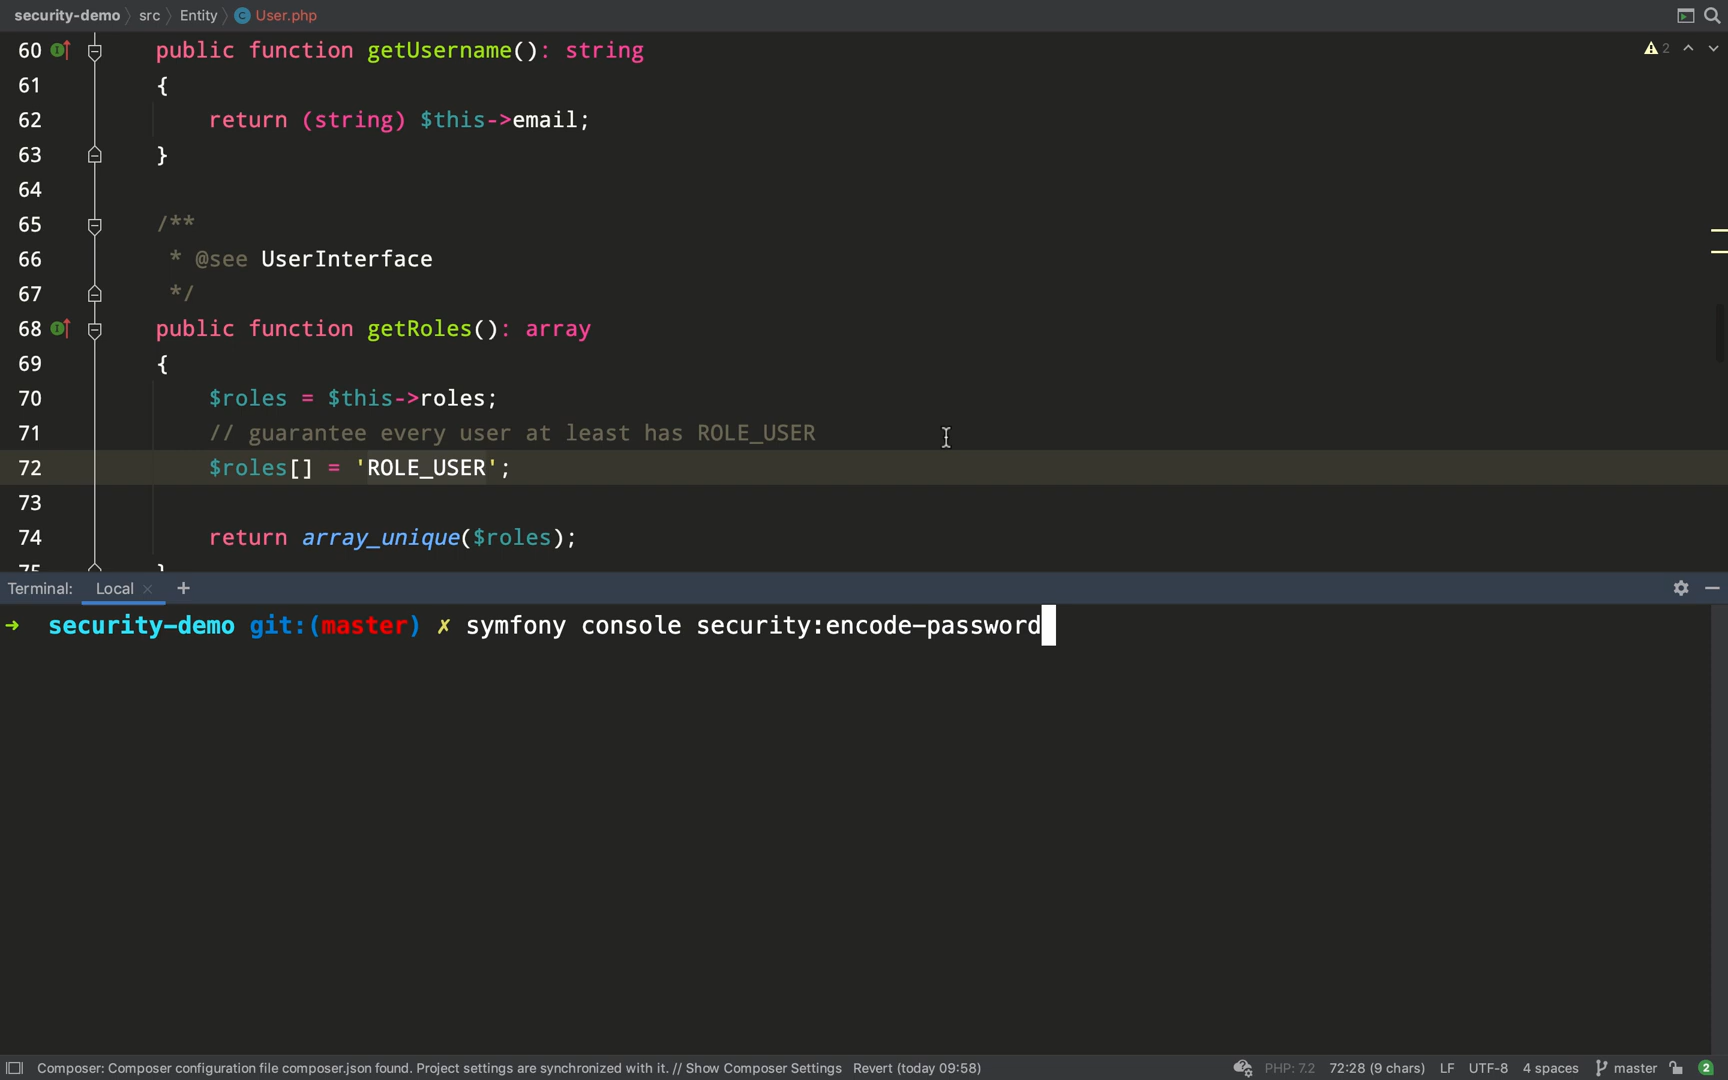 security-demo › src › Entity › C User.php
2
60 public function getUsername(): string
61 {
62 return (string) $this->email;
63 }
64
65 /**
66 * @see UserInterface
67 */
68 public function getRoles(): array
69 {
70 $roles = $this->roles;
71 // guarantee every user at least has ROLE_USER
72 $roles[] = 'ROLE_USER';
73
74 return array_unique($roles);
75 }
Terminal: Local × +
➜ security-demo git:(master) ✗ symfony console security:encode-password
Composer: Composer configuration file composer.json found. Project settings are synchronized with it. // Show Composer Settings Revert (today 09:58) PHP: 7.2 72:28 (9 chars) LF UTF-8 4 spaces master 2